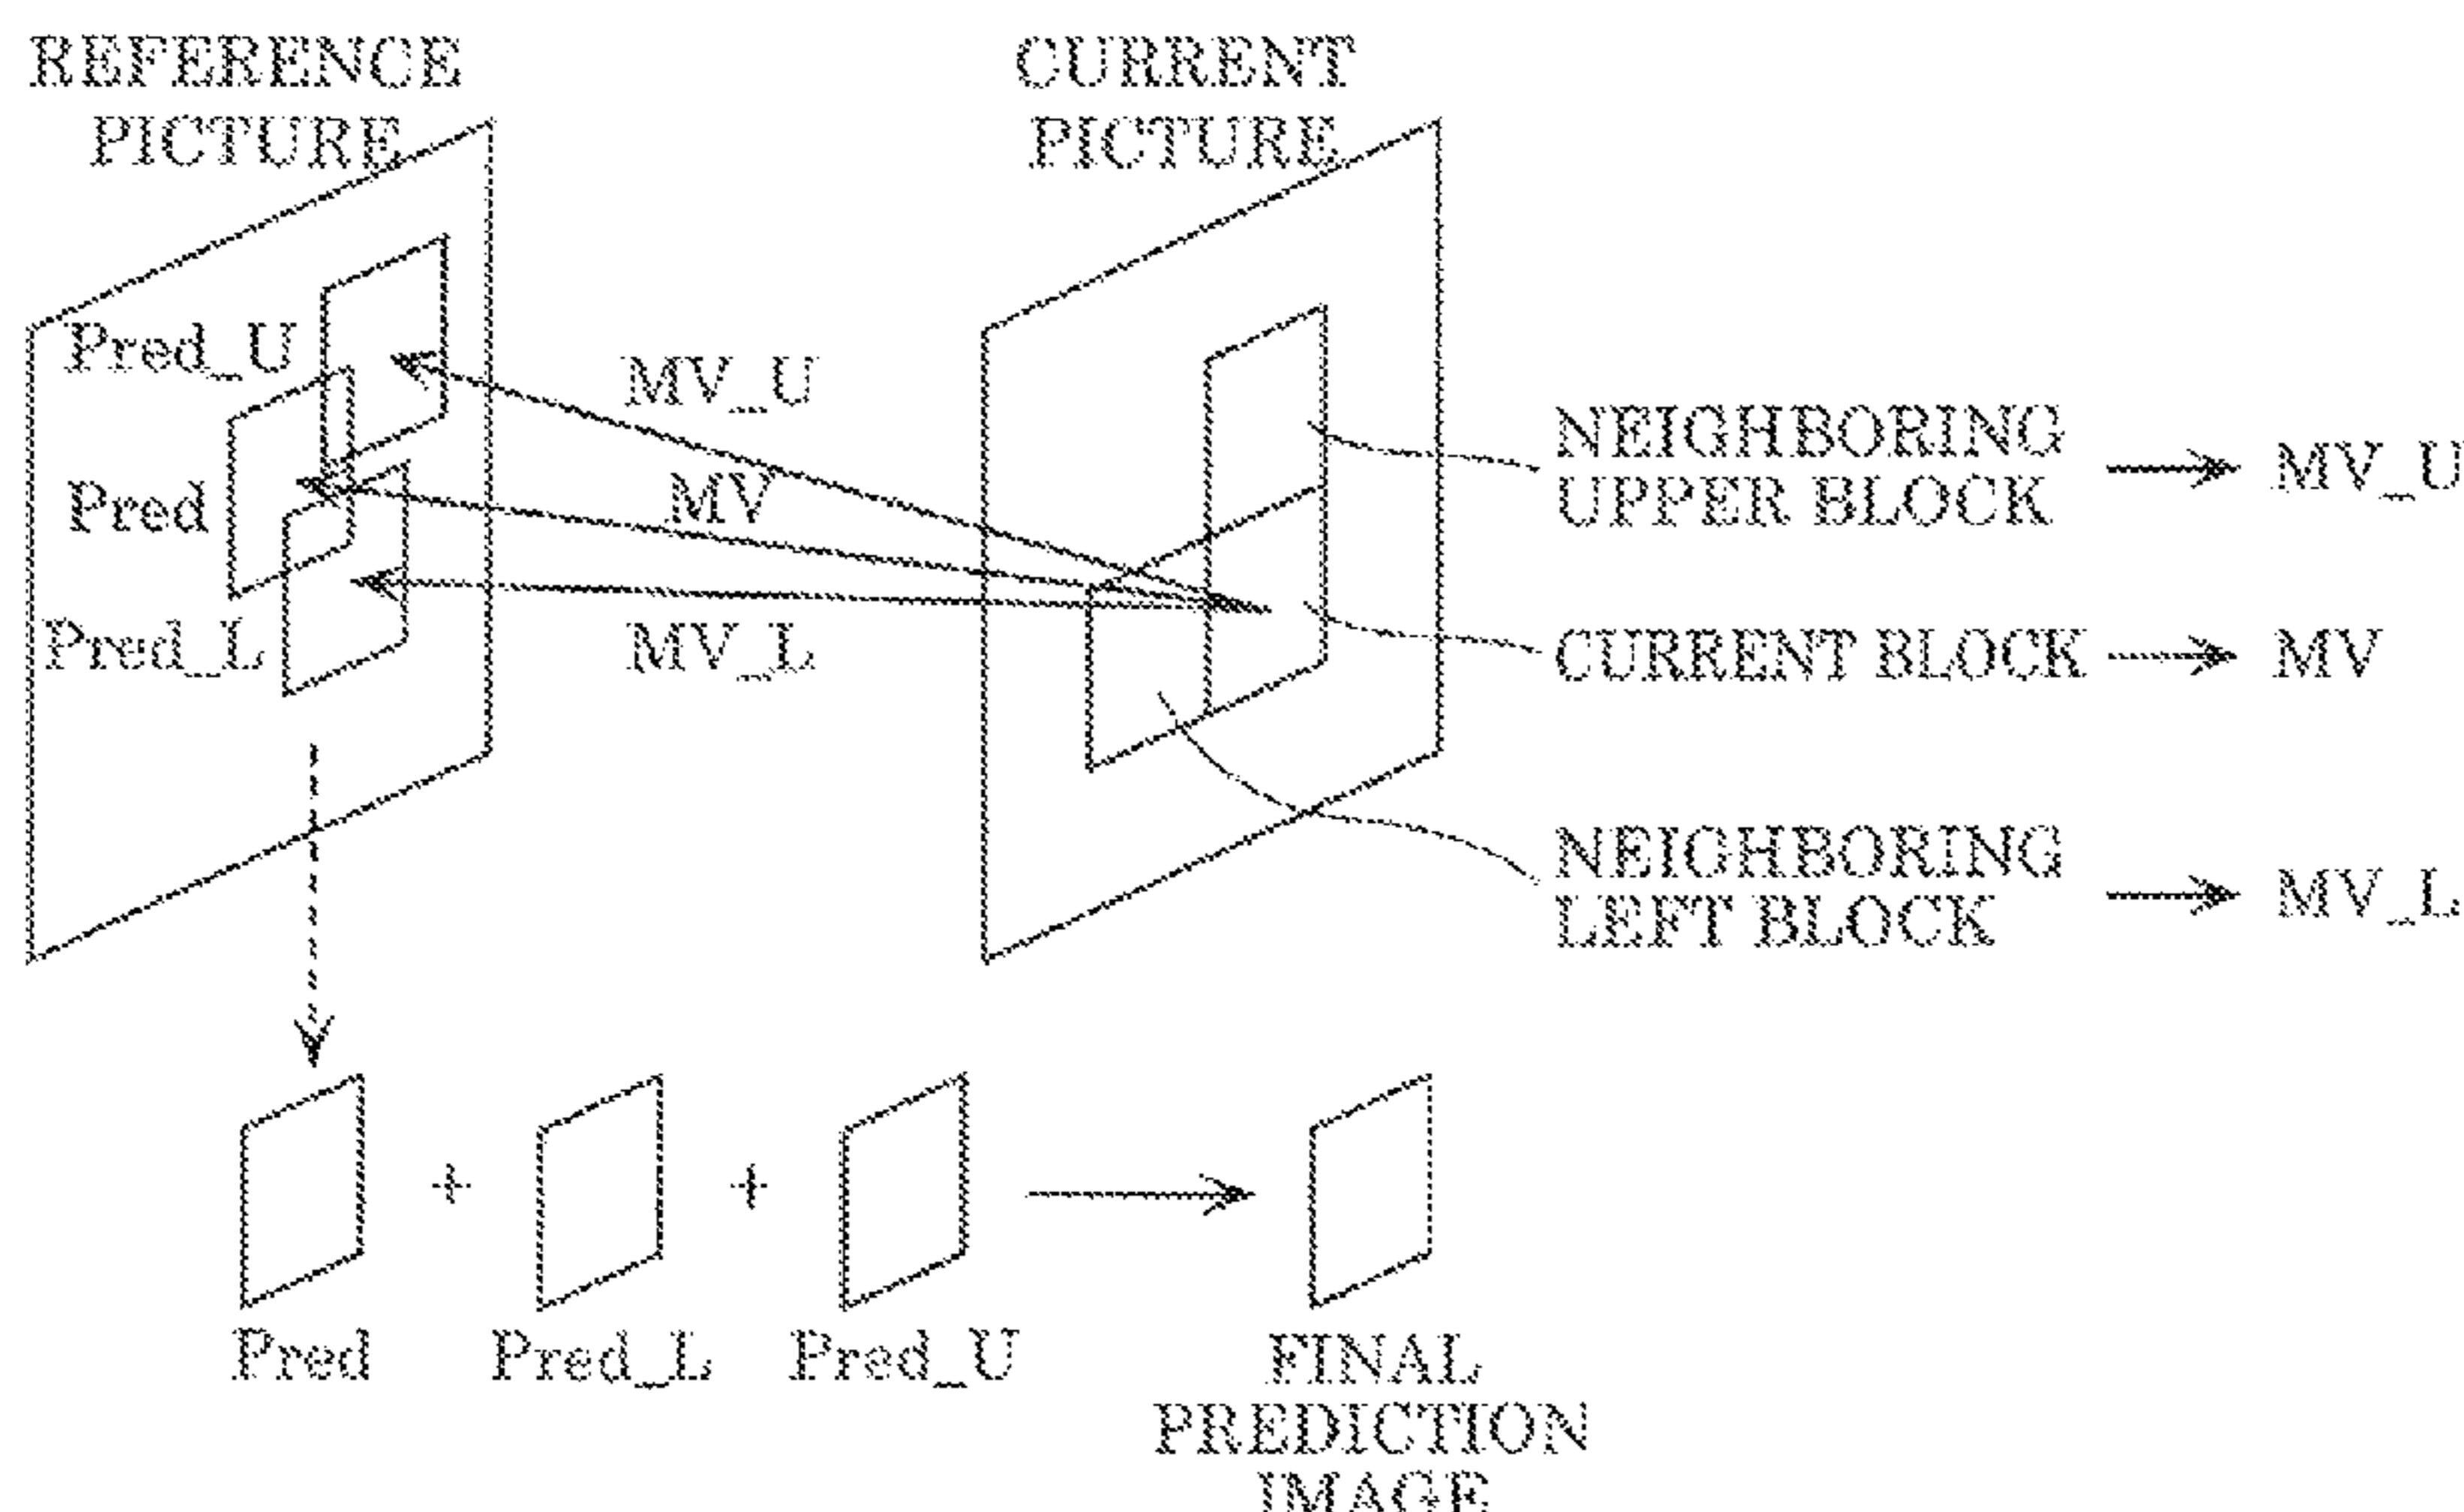 REFERENCE
PICTURE
CURRENT
PICTURE
Pred_U
MV_U
NEIGHBORING
UPPER BLOCK
MV_U
Pred
MV
Pred_L
MV_L
CURRENT BLOCK
MV
NEIGHBORING
LEFT BLOCK
MV_L
+
+
Pred
Pred_L
Pred_U
FINAL
PREDICTION
IMAGE